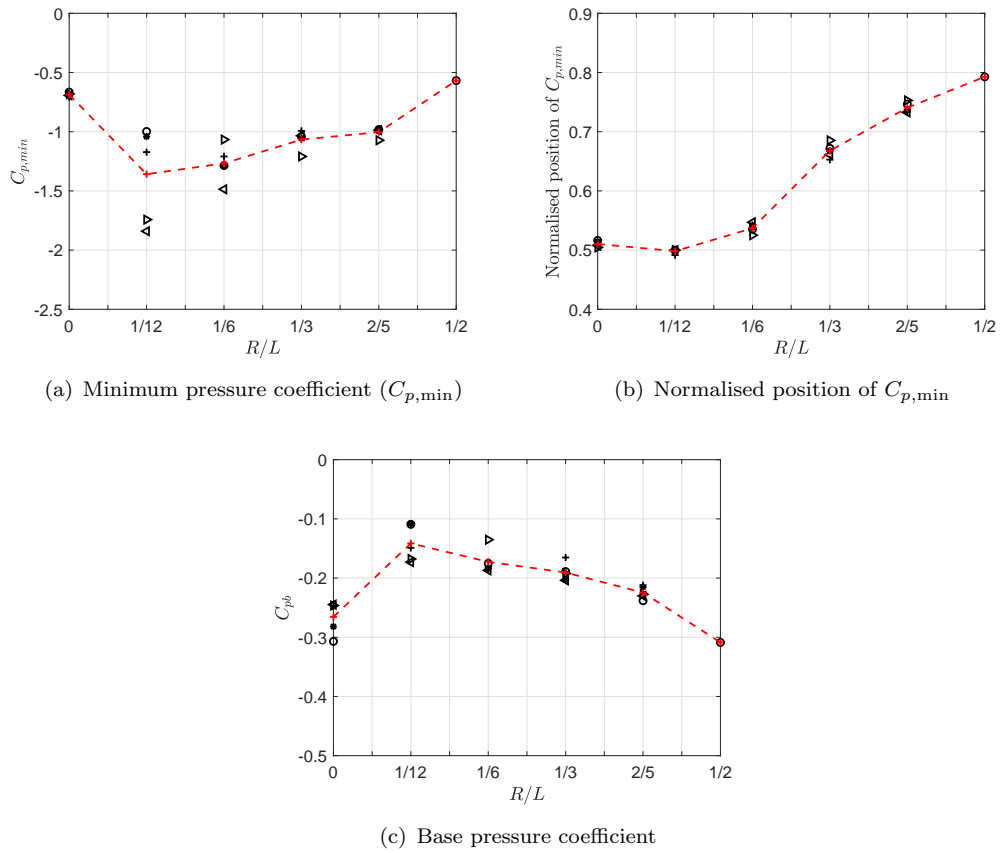 0
-0.5
-1
-1.5
-2
-2.5
C_{p,min}
0 1/12 1/6 1/3 2/5 1/2
R/L
(a) Minimum pressure coefficient (C_{p,min})
0.9
0.8
0.7
0.6
0.5
0.4
Normalised position of C_{p,min}
0 1/12 1/6 1/3 2/5 1/2
R/L
(b) Normalised position of C_{p,min}
0
-0.1
-0.2
-0.3
-0.4
-0.5
C_{pb}
0 1/12 1/6 1/3 2/5 1/2
R/L
(c) Base pressure coefficient